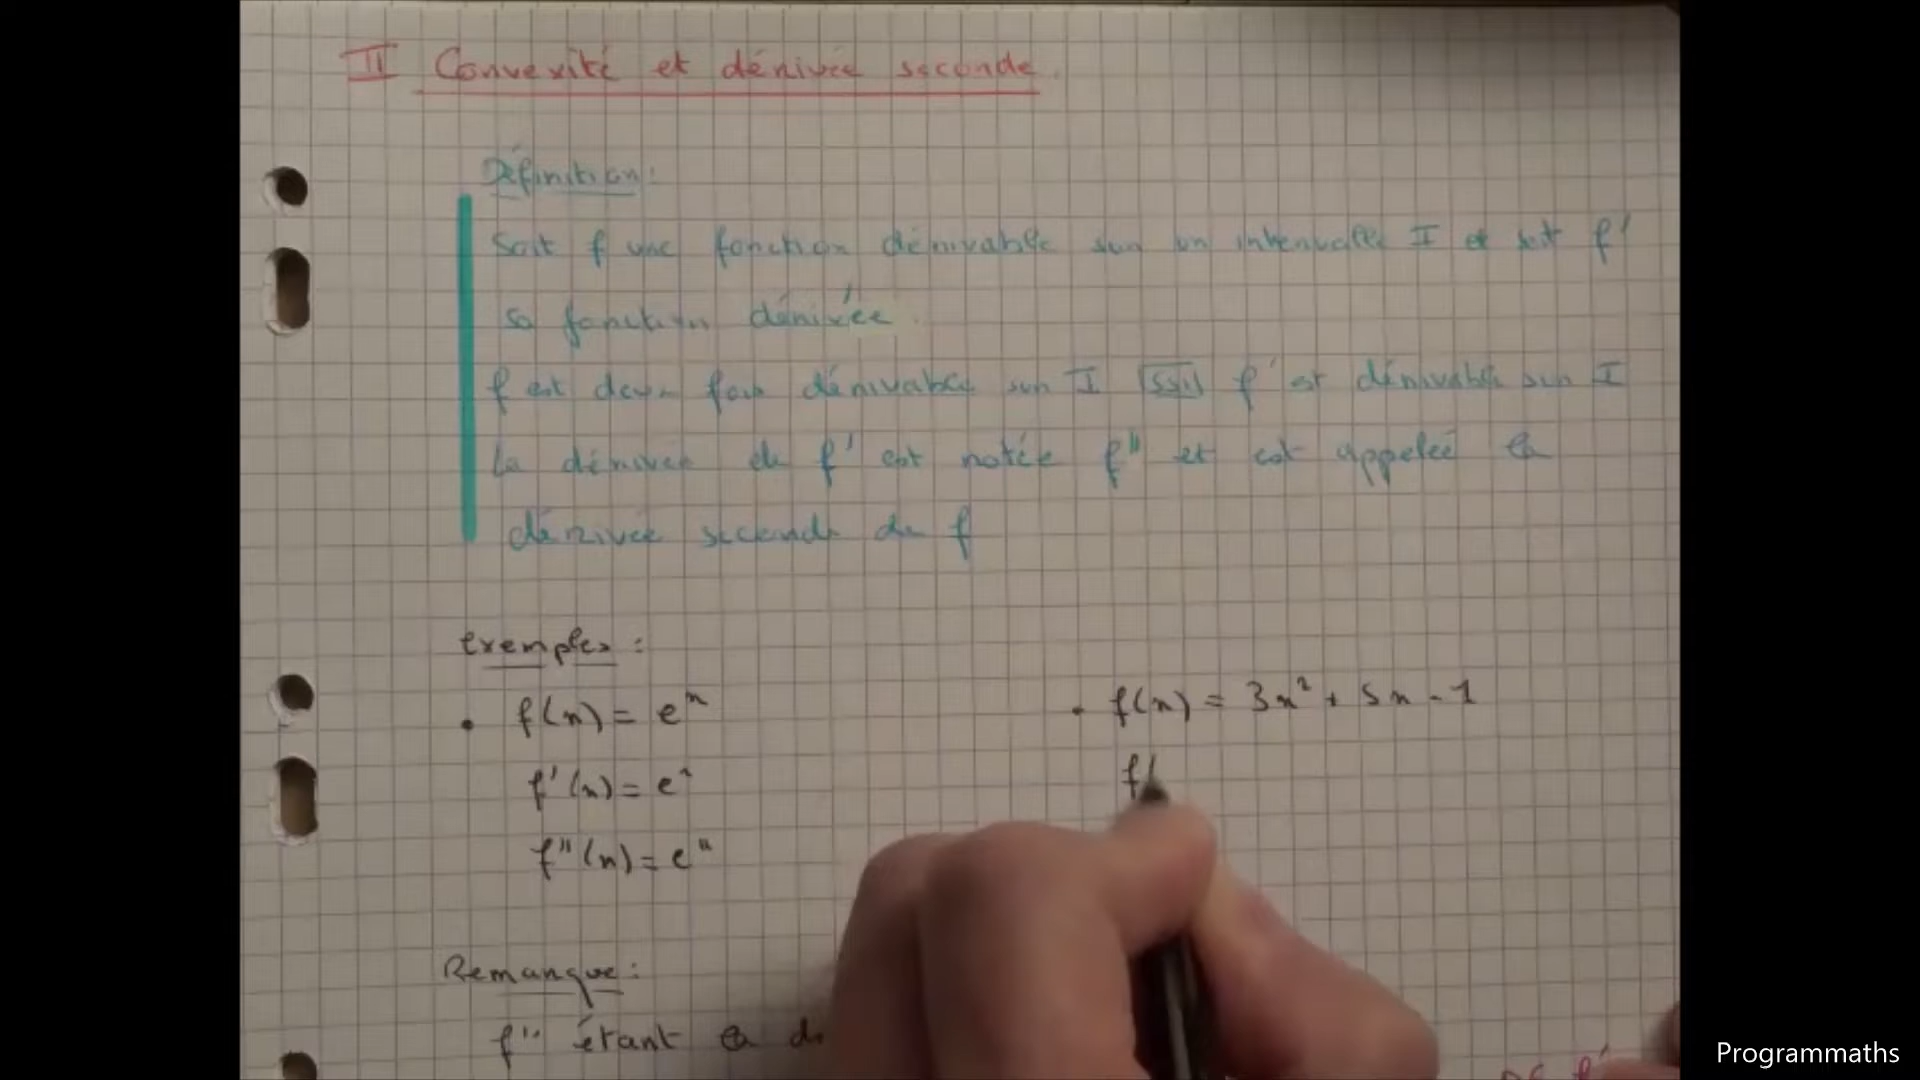 II Convexité et dérivée seconde.
Définition:
Soit f une fonction dérivable sur un intervalle I et soit f'
sa fonction dérivée.
f est deux fois dérivable sur I ssi f' est dérivable sur I
la dérivée de f' est notée f'' et est appelée la
dérivée seconde de f
exemples :
• f(x) = e^x
f'(x) = e^x
f''(x) = e^x
• f(x) = 3x² + 5x - 1
f'
Remarque :
f'' étant la
Programmaths